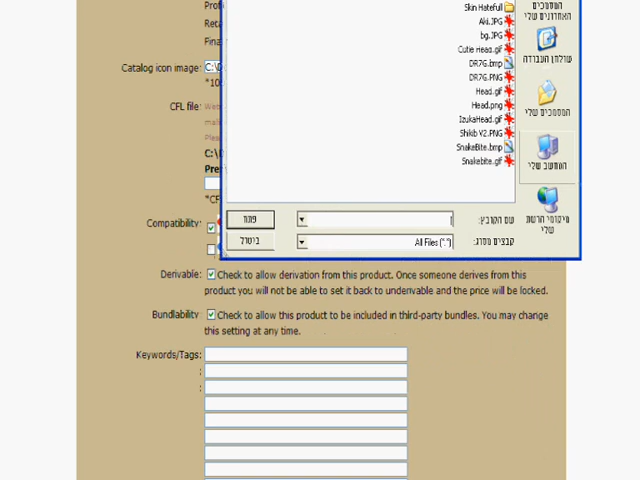 Skin Hatefull
Aki.JPG
bg.JPG
Cutie Head.gif
DR7G.bmp
DR7G.PNG
Head.gif
Head.png
IzukaHead.gif
Shikib V2.PNG
SnakeBite.bmp
Snakebite.gif
המסמכים
האחרונים שלי
שולחן העבודה
המסמכים שלי
המחשב שלי
מיקומי רשת
שלי
שם הקובץ:
פתח
קבצים מסוג:
All Files (*.*)
ביטול
Catalog icon image: C:\D
*10
CFL file:
C:\
Pre
*CF
Compatibility:
Derivable: Check to allow derivation from this product. Once someone derives from this
product you will not be able to set it back to underivable and the price will be locked.
Bundlability Check to allow this product to be included in third-party bundles. You may change
this setting at any time.
Keywords/Tags:
:
: